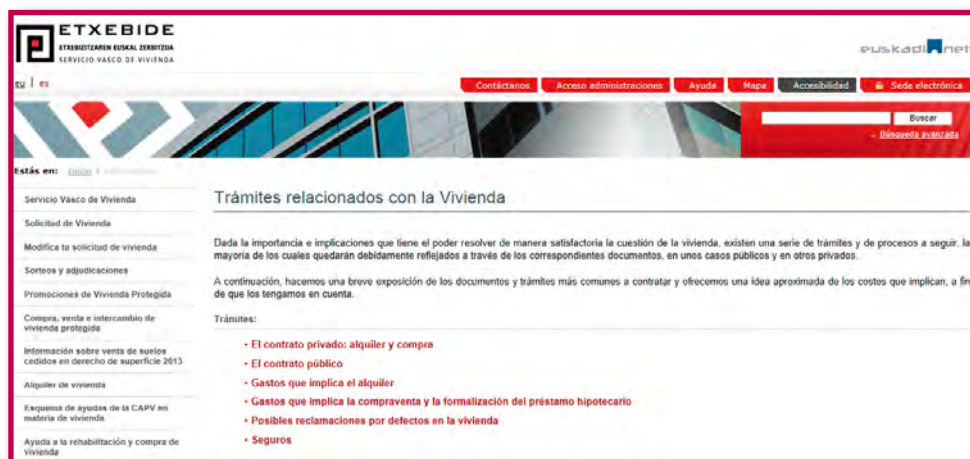 ETXEBIDE
ETXEBIZITZAREN EUSKAL ZERBITZUA
SERVICIO VASCO DE VIVIENDA
euskadi.net
eu | es
Contáctanos
Acceso administraciones
Ayuda
Mapa
Accesibilidad
Sede electrónica
Buscar
Búsqueda avanzada
Estás en: Inicio
Servicio Vasco de Vivienda
Solicitud de Vivienda
Modifica tu solicitud de vivienda
Sorteos y adjudicaciones
Promociones de Vivienda Protegida
Compra, venta e intercambio de
vivienda protegida
Información sobre venta de suelos
cedidos en derecho de superficie 2013
Alquiler de vivienda
Esquema de ayudas de la CAPV en
materia de vivienda
Ayuda a la rehabilitación y compra de
vivienda
Trámites relacionados con la Vivienda
Dada la importancia e implicaciones que tiene el poder resolver de manera satisfactoria la cuestión de la vivienda, existen una serie de trámites y de procesos a seguir, la
mayoría de los cuales quedarán debidamente reflejados a través de los correspondientes documentos, en unos casos públicos y en otros privados.
A continuación, hacemos una breve exposición de los documentos y trámites más comunes a contratar y ofrecemos una idea aproximada de los costos que implican, a fin
de que los tengamos en cuenta.
Trámites:
• El contrato privado: alquiler y compra
• El contrato público
• Gastos que implica el alquiler
• Gastos que implica la compraventa y la formalización del préstamo hipotecario
• Posibles reclamaciones por defectos en la vivienda
• Seguros